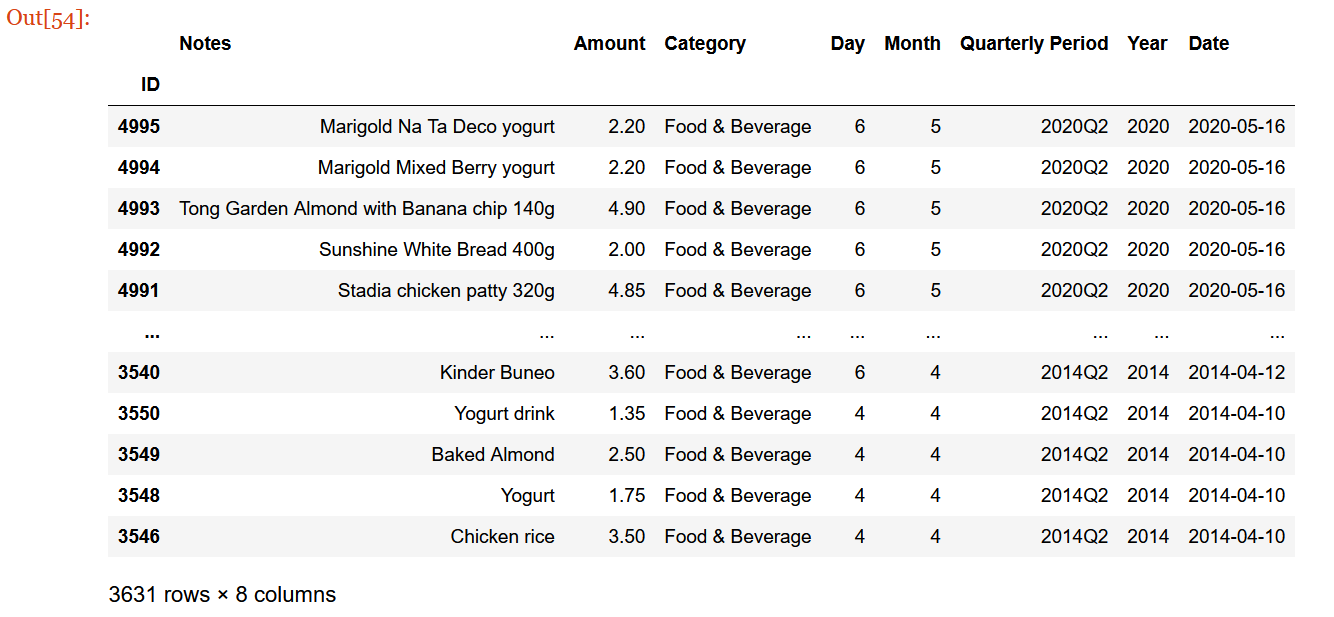 Out[54]:
Notes Amount Category Day Month Quarterly Period Year Date
ID
4995 Marigold Na Ta Deco yogurt 2.20 Food & Beverage 6 5 2020Q2 2020 2020-05-16
4994 Marigold Mixed Berry yogurt 2.20 Food & Beverage 6 5 2020Q2 2020 2020-05-16
4993 Tong Garden Almond with Banana chip 140g 4.90 Food & Beverage 6 5 2020Q2 2020 2020-05-16
4992 Sunshine White Bread 400g 2.00 Food & Beverage 6 5 2020Q2 2020 2020-05-16
4991 Stadia chicken patty 320g 4.85 Food & Beverage 6 5 2020Q2 2020 2020-05-16
... ... ... ... ... ... ... ... ...
3540 Kinder Buneo 3.60 Food & Beverage 6 4 2014Q2 2014 2014-04-12
3550 Yogurt drink 1.35 Food & Beverage 4 4 2014Q2 2014 2014-04-10
3549 Baked Almond 2.50 Food & Beverage 4 4 2014Q2 2014 2014-04-10
3548 Yogurt 1.75 Food & Beverage 4 4 2014Q2 2014 2014-04-10
3546 Chicken rice 3.50 Food & Beverage 4 4 2014Q2 2014 2014-04-10
3631 rows × 8 columns